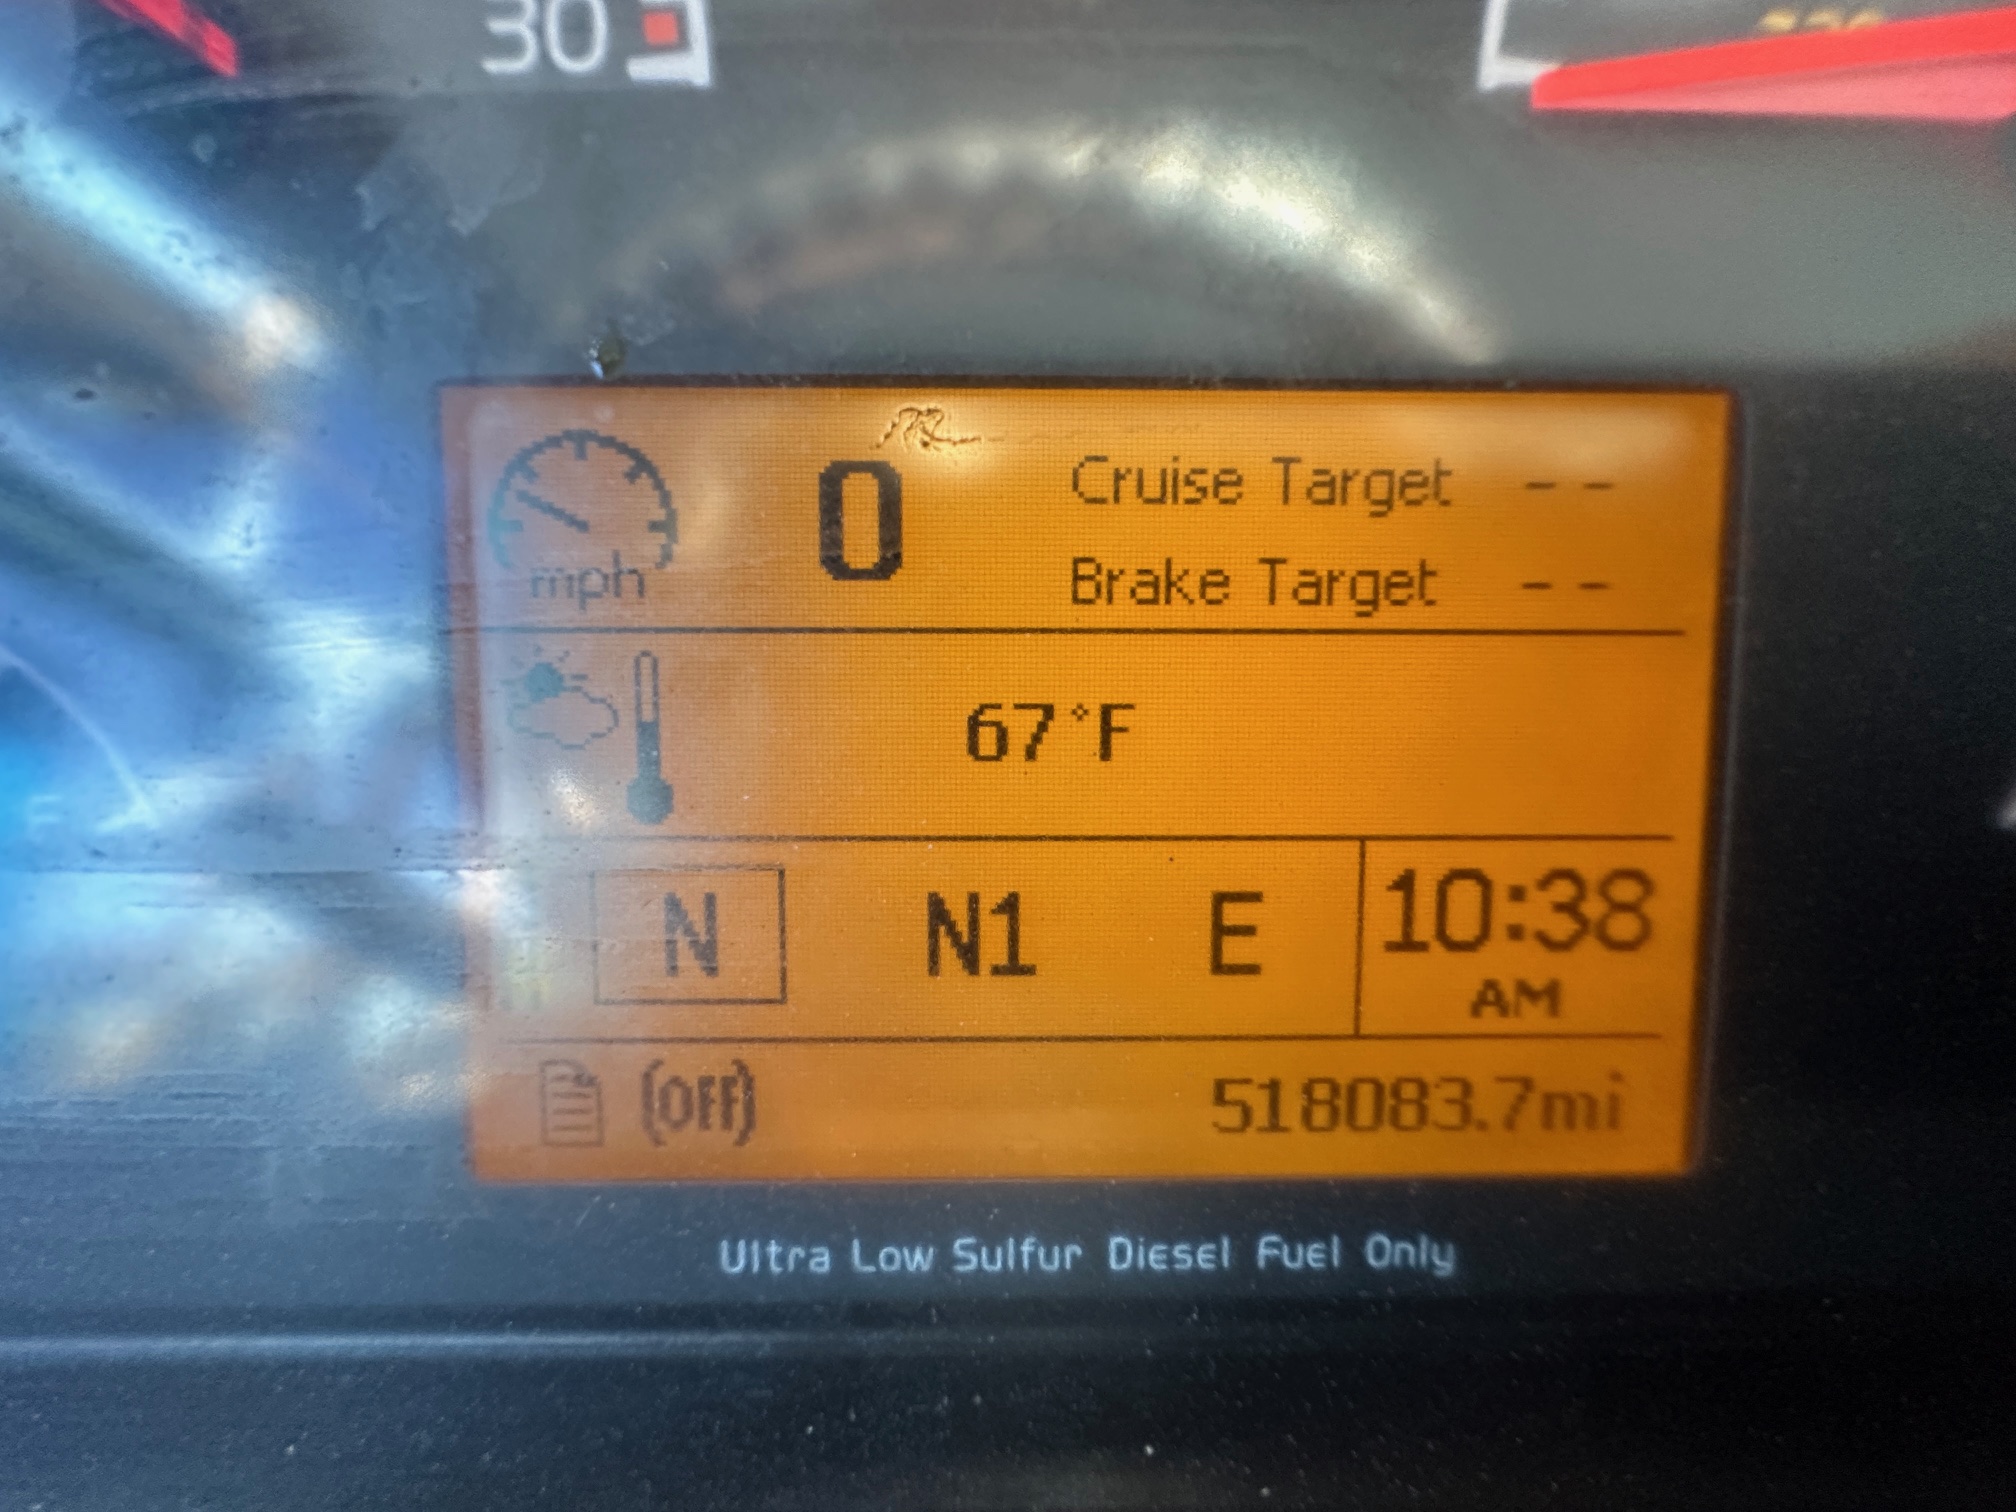 30
0
Cruise Target --
mph
Brake Target --
67°F
N N1 E 10:38
AM
(OFF) 518083.7mi
Ultra Low Sulfur Diesel Fuel Only